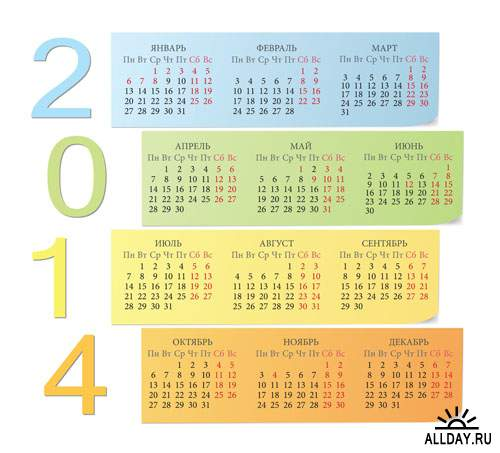 2
ЯНВАРЬ ФЕВРАЛЬ МАРТ
Пн Вт Ср Чт Пт Сб Вс Пн Вт Ср Чт Пт Сб Вс Пн Вт Ср Чт Пт Сб Вс
1 2 3 4 5 1 2 1 2
6 7 8 9 10 11 12 3 4 5 6 7 8 9 3 4 5 6 7 8 9
13 14 15 16 17 18 19 10 11 12 13 14 15 16 10 11 12 13 14 15 16
20 21 22 23 24 25 26 17 18 19 20 21 22 23 17 18 19 20 21 22 23
27 28 29 30 31 24 25 26 27 28 24 25 26 27 28 29 30
31
0
АПРЕЛЬ МАЙ ИЮНЬ
Пн Вт Ср Чт Пт Сб Вс Пн Вт Ср Чт Пт Сб Вс Пн Вт Ср Чт Пт Сб Вс
1 2 3 4 5 6 1 2 3 4 1
7 8 9 10 11 12 13 5 6 7 8 9 10 11 2 3 4 5 6 7 8
14 15 16 17 18 19 20 12 13 14 15 16 17 18 9 10 11 12 13 14 15
21 22 23 24 25 26 27 19 20 21 22 23 24 25 16 17 18 19 20 21 22
28 29 30 26 27 28 29 30 31 23 24 25 26 27 28 29
30
1
ИЮЛЬ АВГУСТ СЕНТЯБРЬ
Пн Вт Ср Чт Пт Сб Вс Пн Вт Ср Чт Пт Сб Вс Пн Вт Ср Чт Пт Сб Вс
1 2 3 4 5 6 1 2 3 1 2 3 4 5 6 7
7 8 9 10 11 12 13 4 5 6 7 8 9 10 8 9 10 11 12 13 14
14 15 16 17 18 19 20 11 12 13 14 15 16 17 15 16 17 18 19 20 21
21 22 23 24 25 26 27 18 19 20 21 22 23 24 22 23 24 25 26 27 28
28 29 30 31 25 26 27 28 29 30 31 29 30
4
ОКТЯБРЬ НОЯБРЬ ДЕКАБРЬ
Пн Вт Ср Чт Пт Сб Вс Пн Вт Ср Чт Пт Сб Вс Пн Вт Ср Чт Пт Сб Вс
1 2 3 4 5 1 2 1 2 3 4 5 6 7
6 7 8 9 10 11 12 3 4 5 6 7 8 9 8 9 10 11 12 13 14
13 14 15 16 17 18 19 10 11 12 13 14 15 16 15 16 17 18 19 20 21
20 21 22 23 24 25 26 17 18 19 20 21 22 23 22 23 24 25 26 27 28
27 28 29 30 31 24 25 26 27 28 29 30 29 30 31
ALLDAY.RU